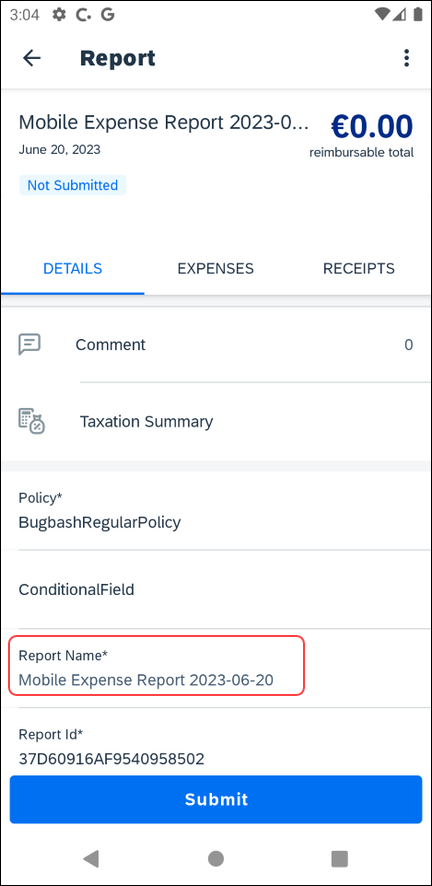 3:04
Report
Mobile Expense Report 2023-0...
€0.00
June 20, 2023
reimbursable total
Not Submitted
DETAILS
EXPENSES
RECEIPTS
Comment
0
Taxation Summary
Policy*
BugbashRegularPolicy
ConditionalField
Report Name*
Mobile Expense Report 2023-06-20
Report Id*
37D60916AF9540958502
Submit